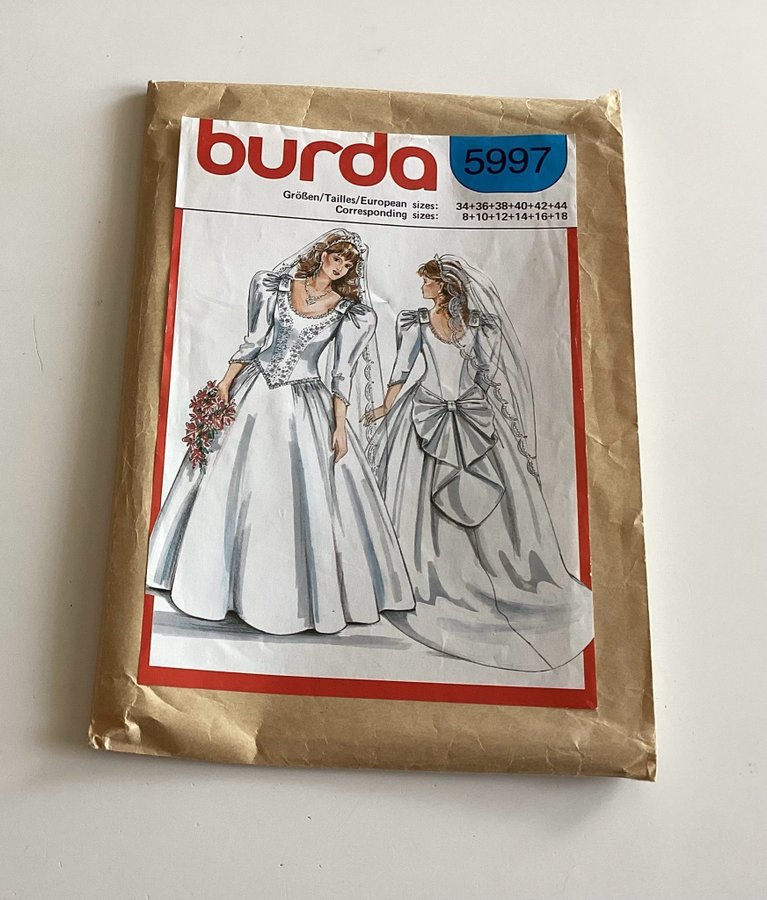 burda 5997
Größen/Tailles/European sizes: 34+36+38+40+42+44
Corresponding sizes: 8+10+12+14+16+18